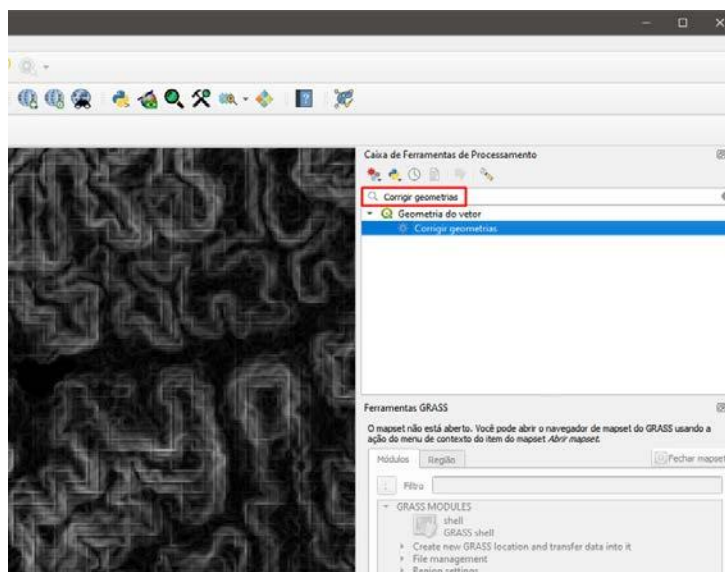 Caixa de Ferramentas de Processamento
Corrigir geometrias
Geometria do vetor
Corrigir geometrias
Ferramentas GRASS
O mapset não está aberto. Você pode abrir o navegador de mapset do GRASS usando a
ação do menu de contexto do item do mapset Abrir mapset.
Módulos Região Fechar mapset
Filtro
GRASS MODULES
shell
GRASS shell
Create new GRASS location and transfer data into it
File management
Region settings